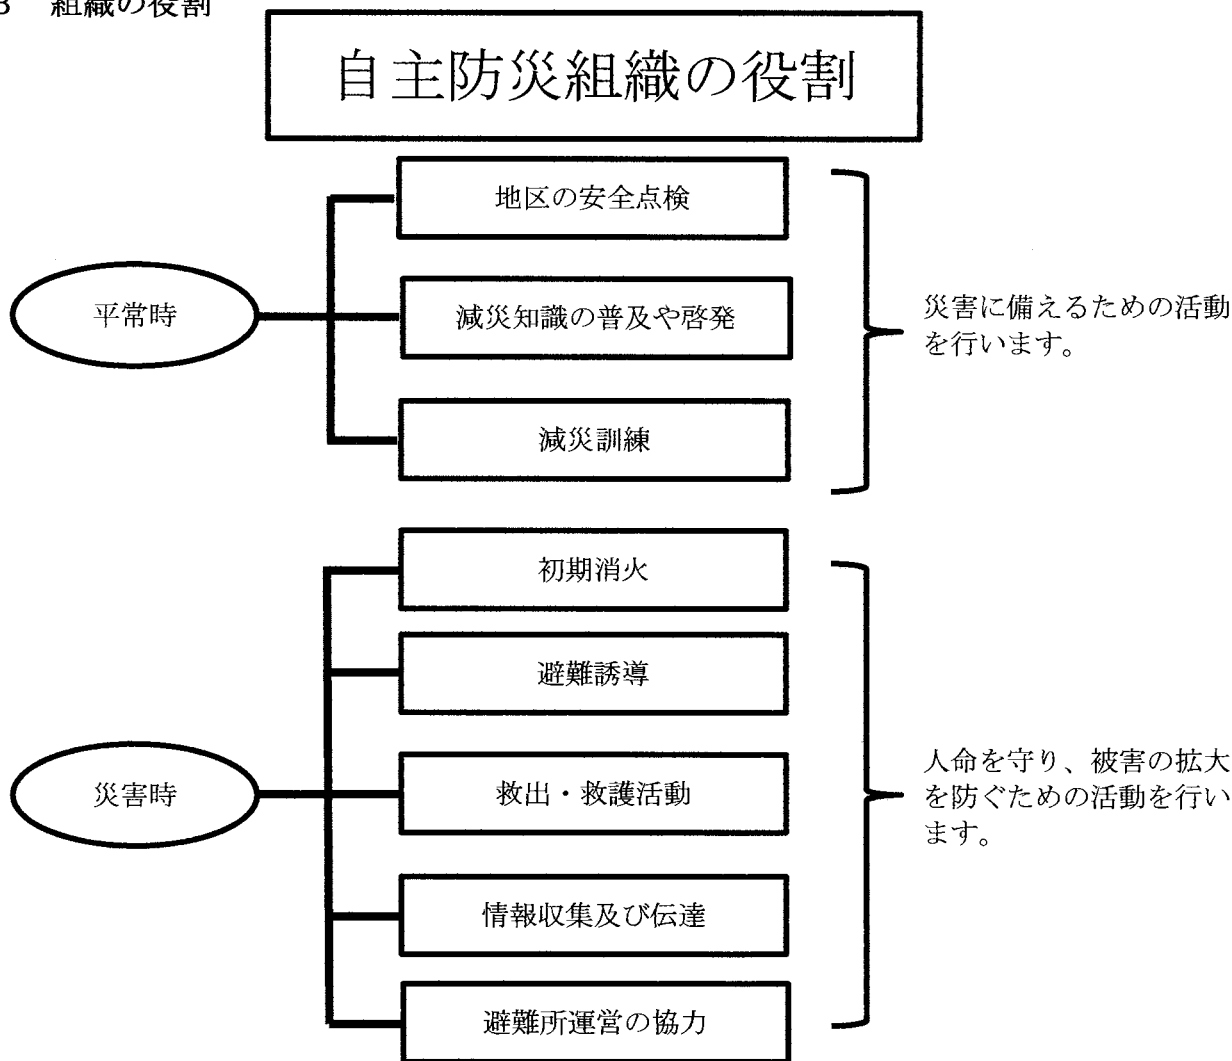 3 組織の役割
自主防災組織の役割
地区の安全点検
平常時
減災知識の普及や啓発
災害に備えるための活動
を行います。
減災訓練
初期消火
避難誘導
災害時
救出・救護活動
人命を守り、被害の拡大
を防ぐための活動を行い
ます。
情報収集及び伝達
避難所運営の協力